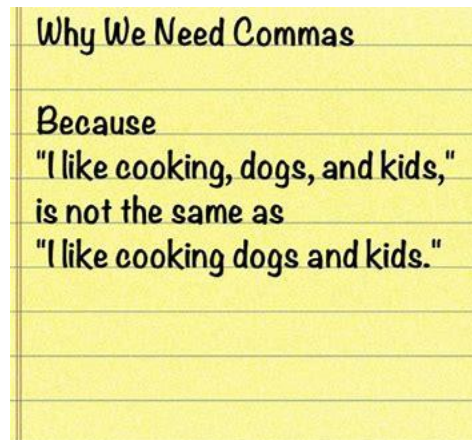 Why We Need Commas
Because
"I like cooking, dogs, and kids,"
is not the same as
"I like cooking dogs and kids."